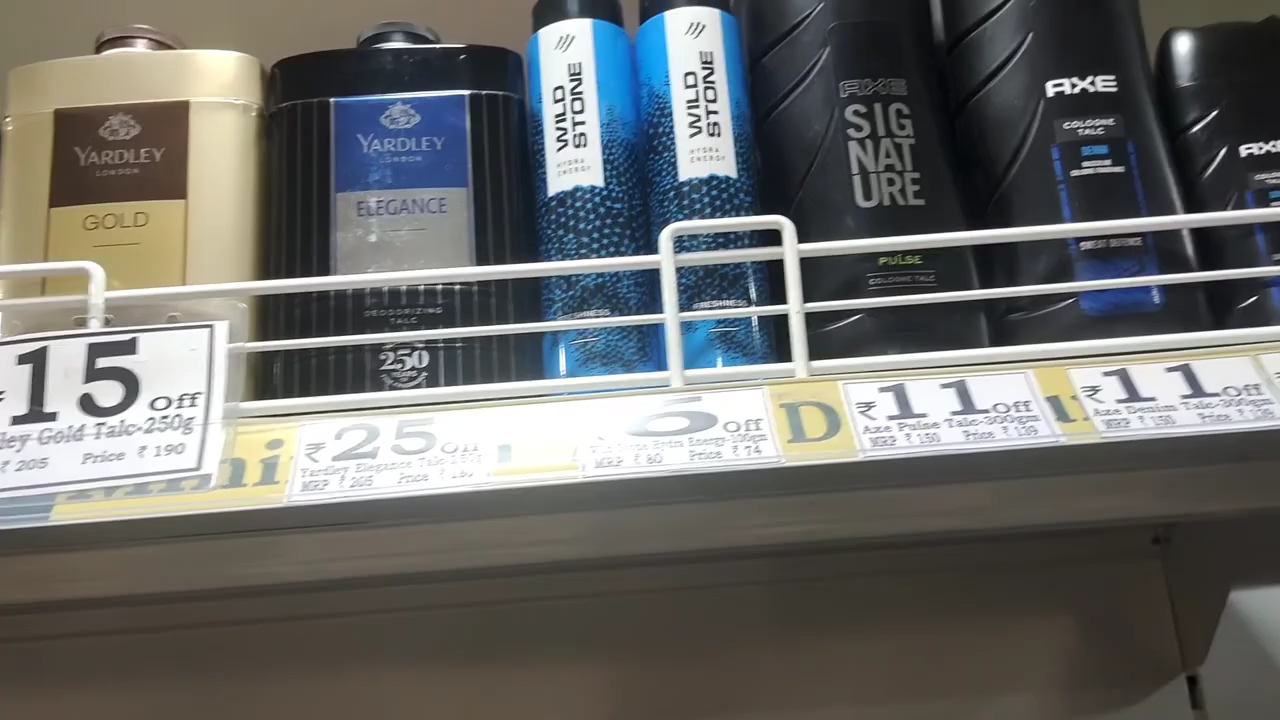 YARDLEY
LONDON
GOLD
YARDLEY
LONDON
ELEGANCE
DEODORIZING
TALC
250
WILD
STONE
HYDRA
ENERGY
WILD
STONE
HYDRA
ENERGY
FRESHNESS
AXE
SIG
NAT
URE
PULSE
COLOGNE TALC
AXE
COLOGNE
TALC
DENIM
SWEAT DEFENCE
AXE
15 Off
ley Gold Talc-250g
₹ 205 Price ₹ 190
₹ 25 Off
Yardley Elegance Talc
MRP ₹ 205 Price ₹
Off
Hydra Energy-100gm
MRP ₹ 80 Price ₹ 74
D
₹ 11 Off
Axe Pulse Talc-300gm
MRP ₹ 150 Price ₹ 139
₹ 11 Off
Axe Denim Talc
MRP ₹ 150 Price ₹ 139